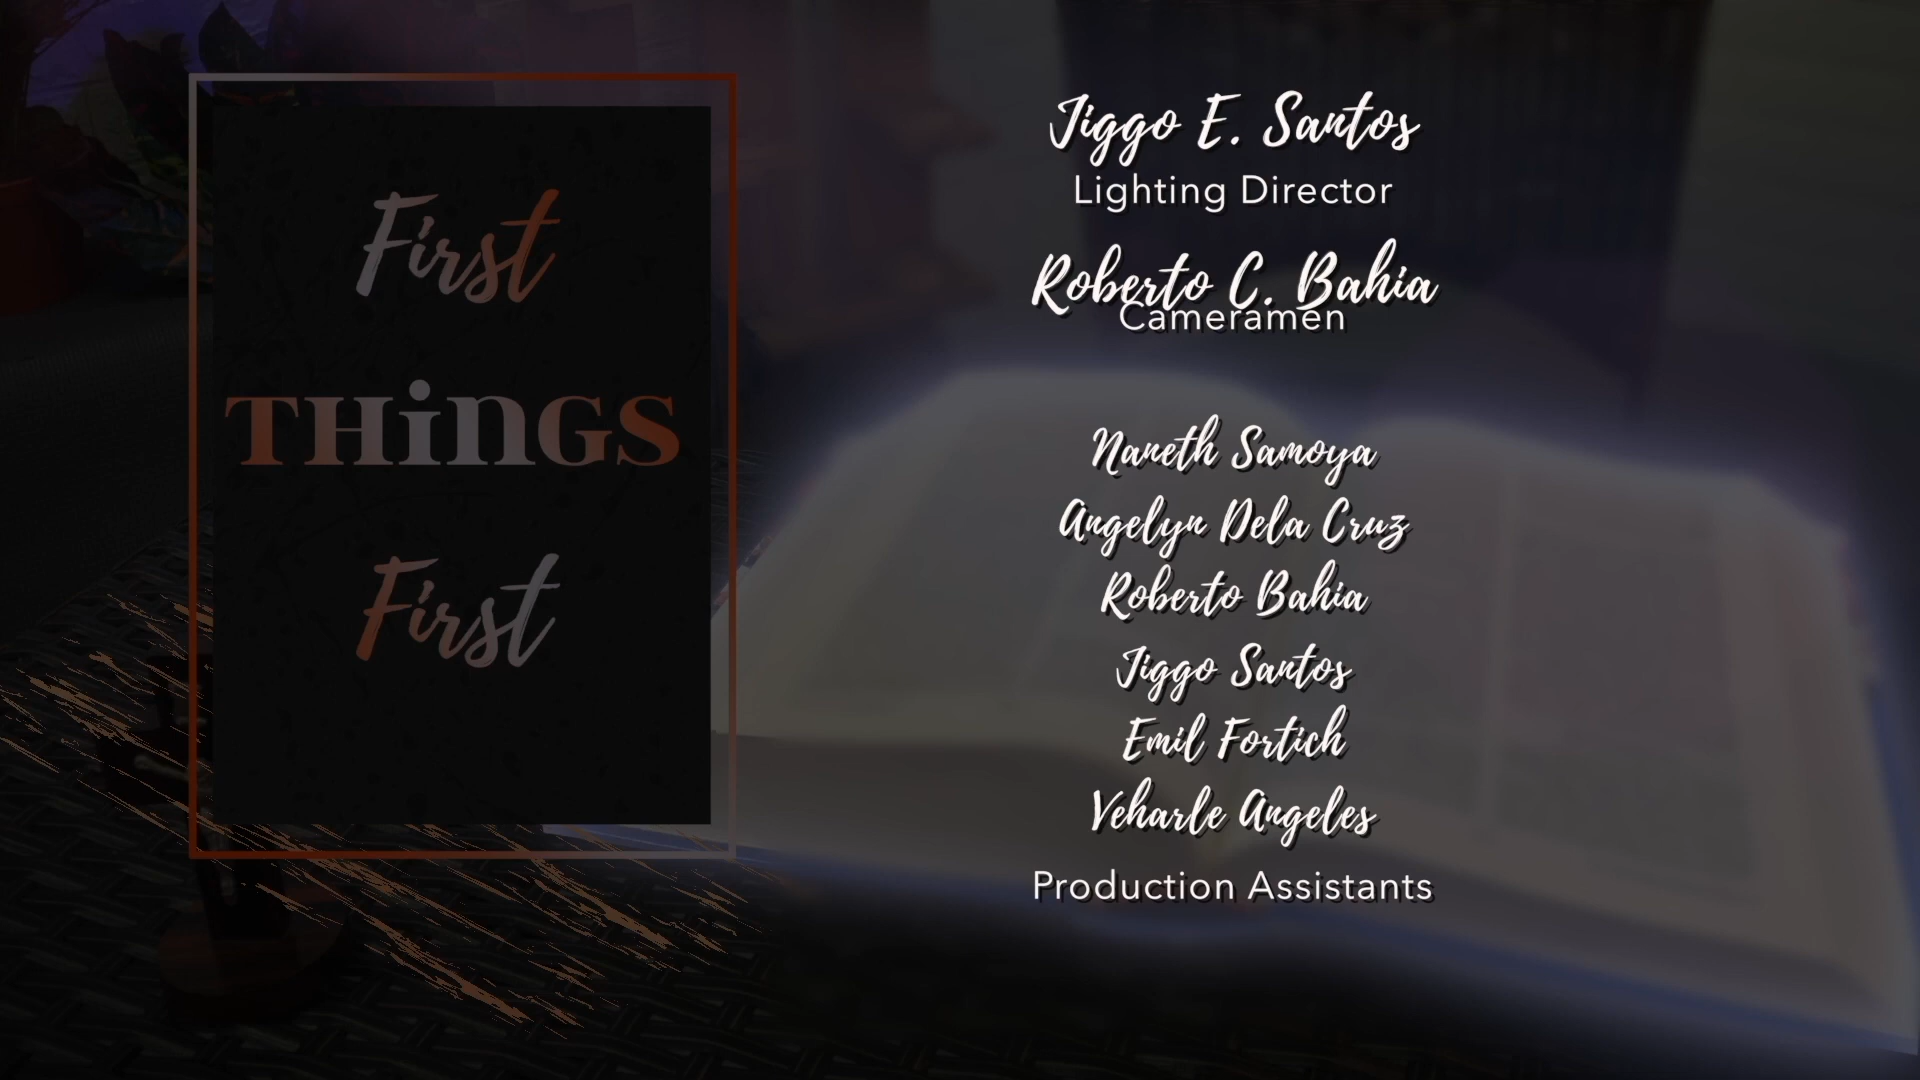 First
THiNGS
First
Jiggo E. Santos
Lighting Director
Roberto C. Bahia
Cameramen
Naneth Samoya
Angelyn Dela Cruz
Roberto Bahia
Jiggo Santos
Emil Fortich
Veharle Angeles
Production Assistants